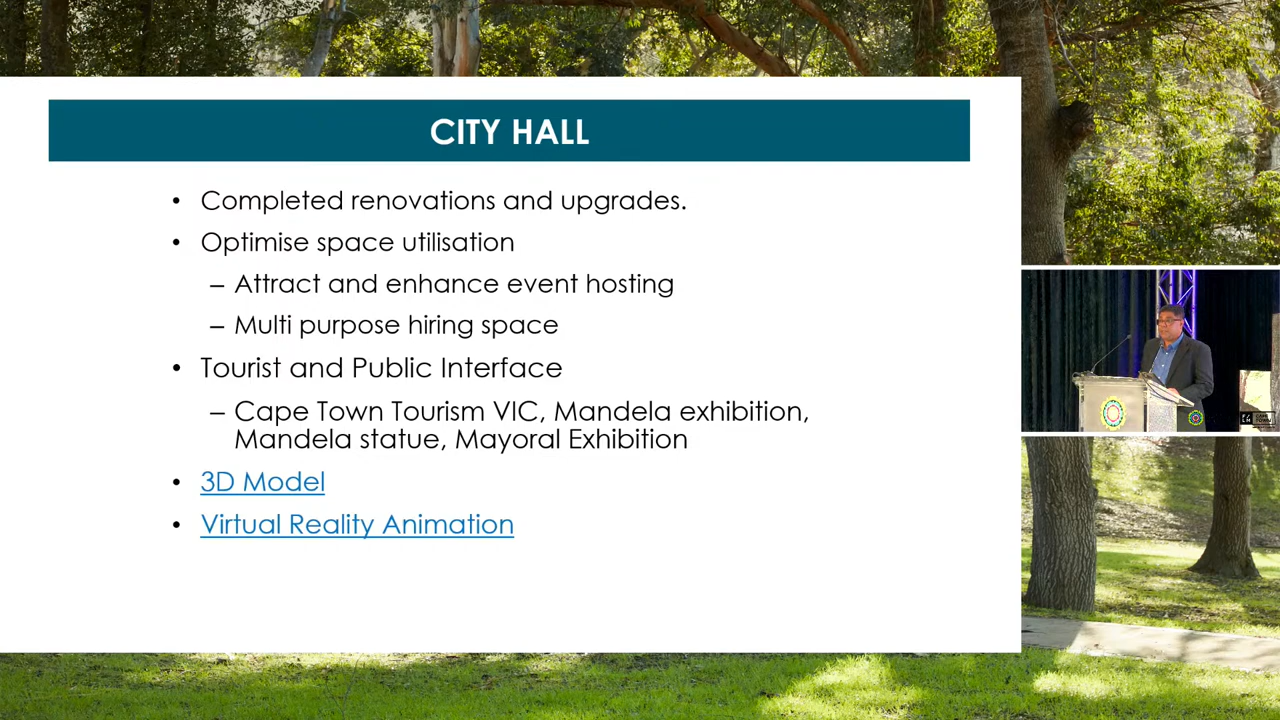 CITY HALL
• Completed renovations and upgrades.
• Optimise space utilisation
– Attract and enhance event hosting
– Multi purpose hiring space
• Tourist and Public Interface
– Cape Town Tourism VIC, Mandela exhibition,
Mandela statue, Mayoral Exhibition
• 3D Model
• Virtual Reality Animation